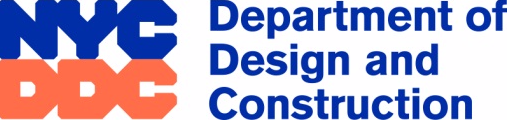 NYC
DDC
Department of
Design and
Construction